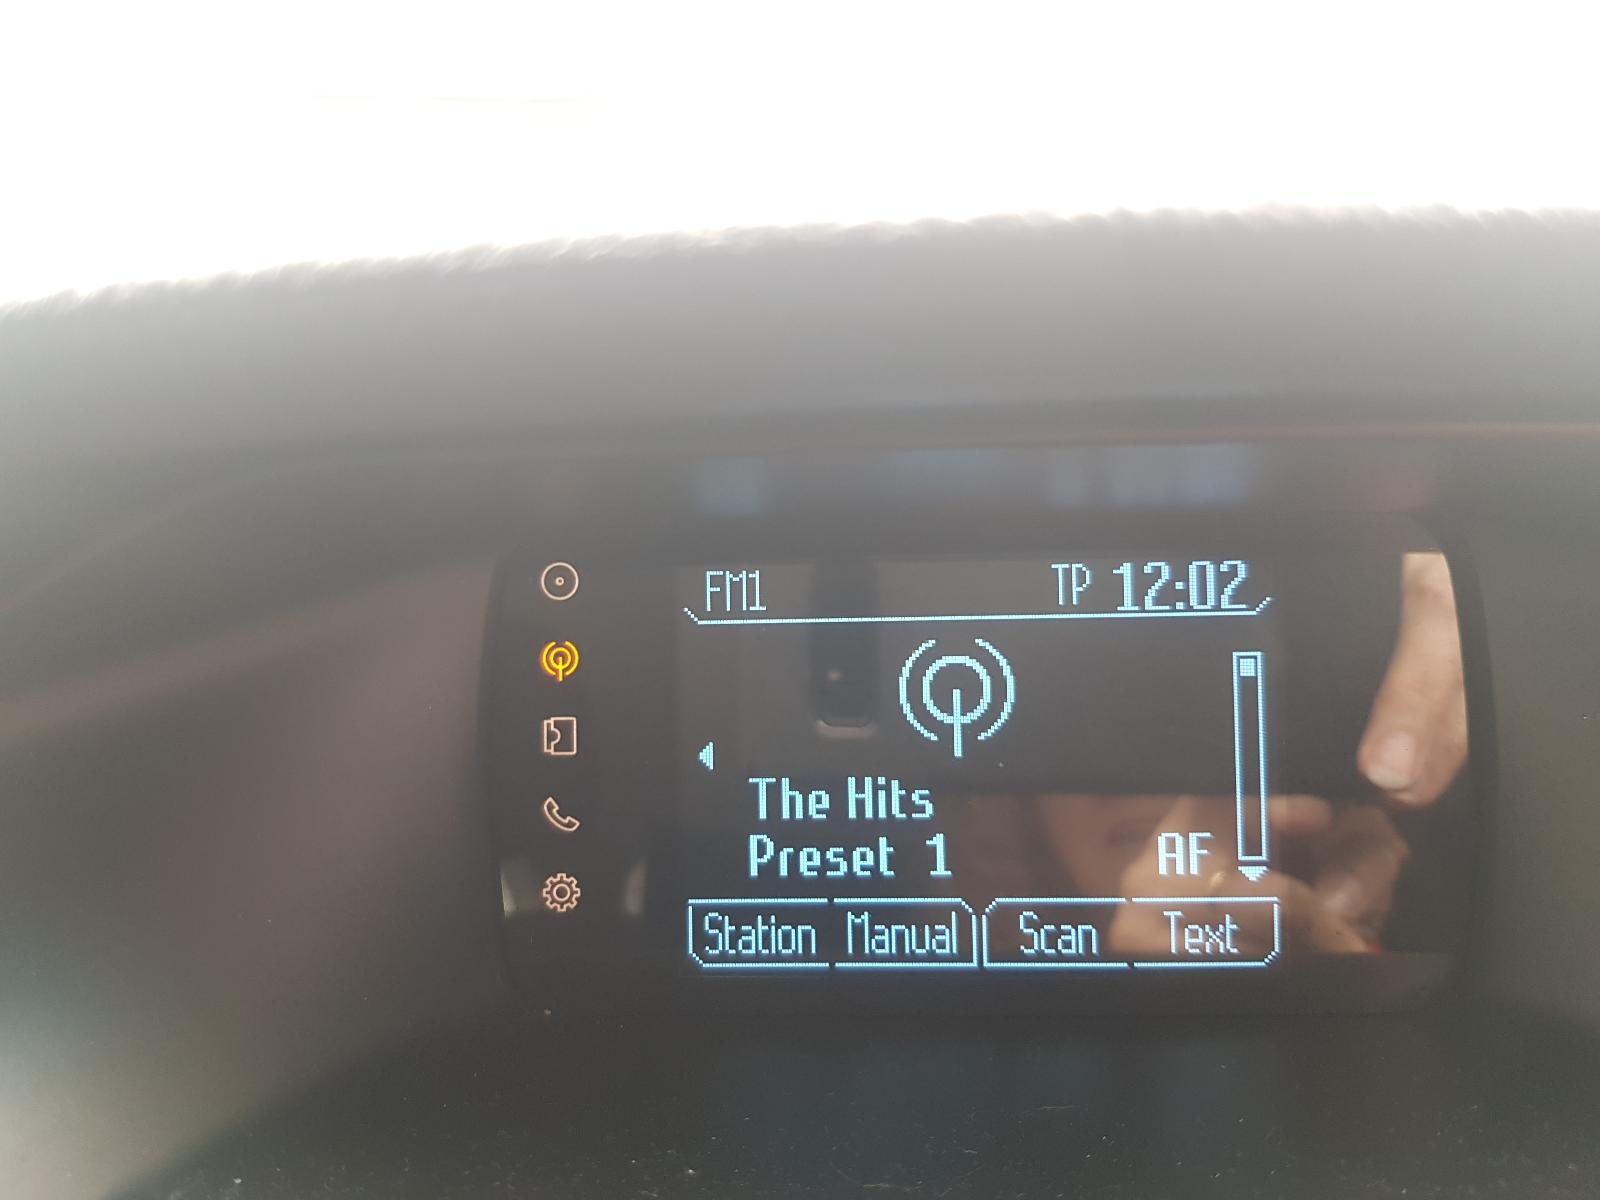 FM1 TP 12:02
The Hits
Preset 1 AF
Station Manual Scan Text